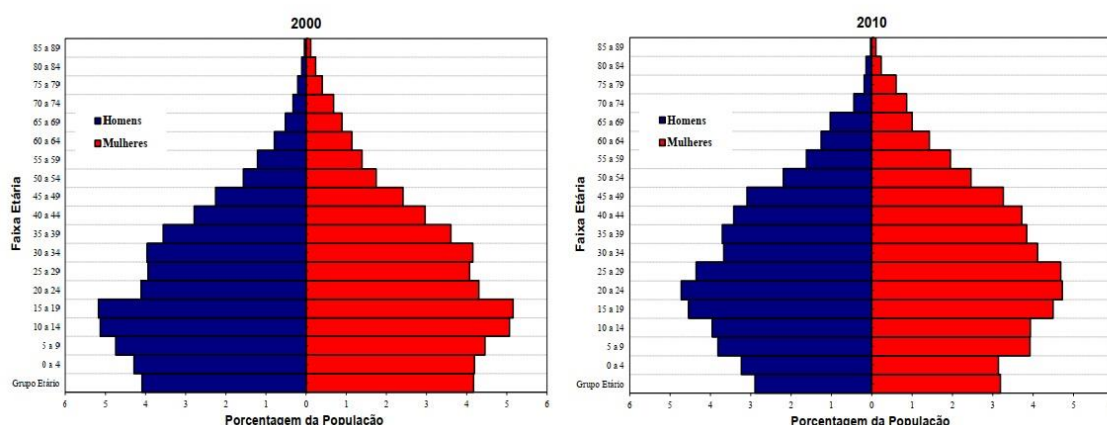 2000
85 a 89
80 a 84
75 a 79
70 a 74
65 a 69
60 a 64
55 a 59
50 a 54
45 a 49
40 a 44
35 a 39
30 a 34
25 a 29
20 a 24
15 a 19
10 a 14
5 a 9
0 a 4
Grupo Etário
Faixa Etária
Homens
Mulheres
6 5 4 3 2 1 0 1 2 3 4 5 6
Porcentagem da População
2010
85 a 89
80 a 84
75 a 79
70 a 74
65 a 69
60 a 64
55 a 59
50 a 54
45 a 49
40 a 44
35 a 39
30 a 34
25 a 29
20 a 24
15 a 19
10 a 14
5 a 9
0 a 4
Grupo Etário
Faixa Etária
Homens
Mulheres
6 5 4 3 2 1 0 1 2 3 4 5
Porcentagem da População